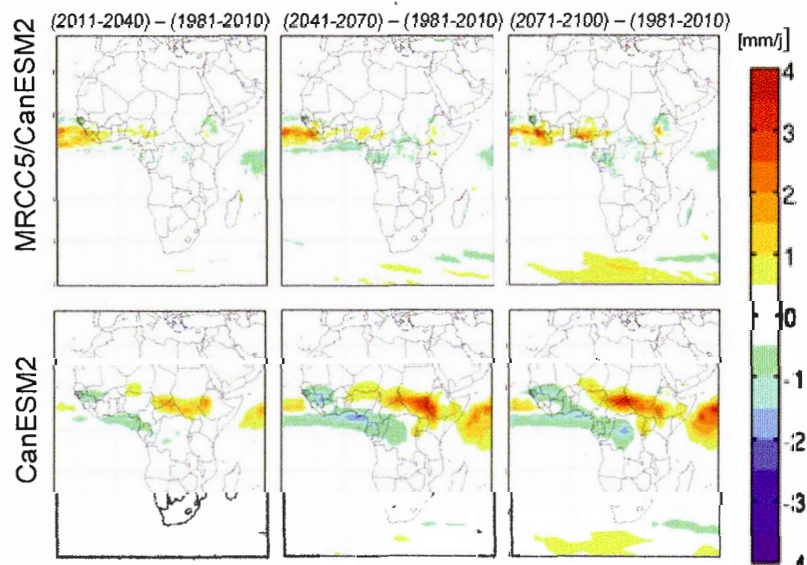 (2011-2040) – (1981-2010) (2041-2070) – (1981-2010) (2071-2100) – (1981-2010)
[mm/j]
MRCC5/CanESM2
CanESM2
4
3
2
1
0
-1
-2
-3
-4